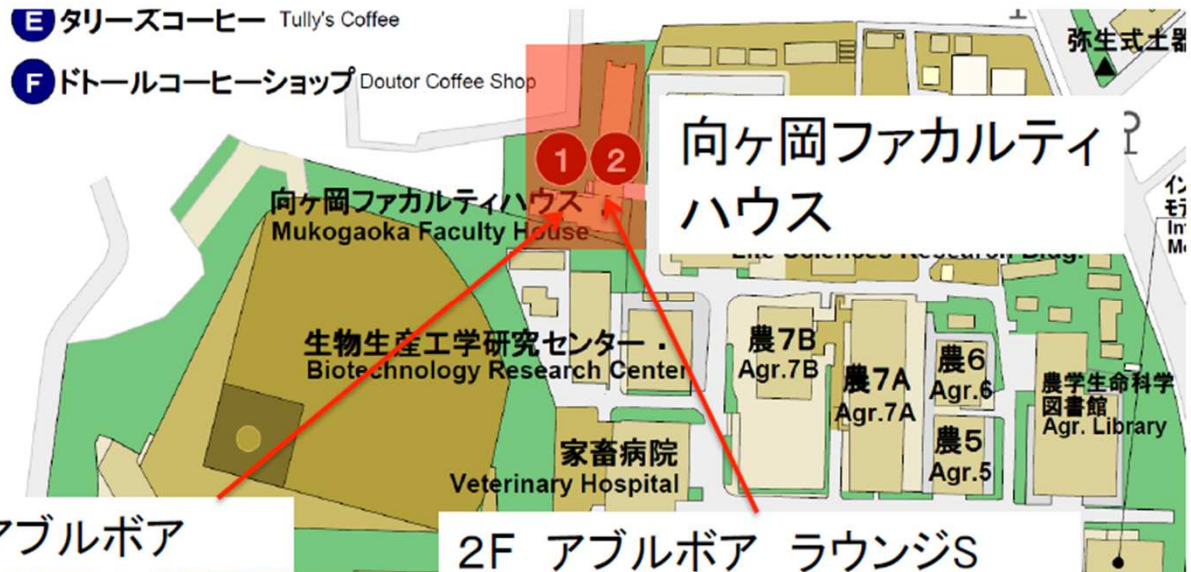 E タリーズコーヒー Tully's Coffee
F ドトールコーヒーショップ Doutor Coffee Shop
弥生式土器
1 2
向ヶ岡ファカルティ
ハウス
向ヶ岡ファカルティハウス
Mukogaoka Faculty House
Life Sciences Research Bldg.
生物生産工学研究センター・
Biotechnology Research Center
農7B
Agr.7B
農7A
Agr.7A
農6
Agr.6
農5
Agr.5
農学生命科学
図書館
Agr. Library
家畜病院
Veterinary Hospital
アブルボア
2F アブルボア ラウンジS